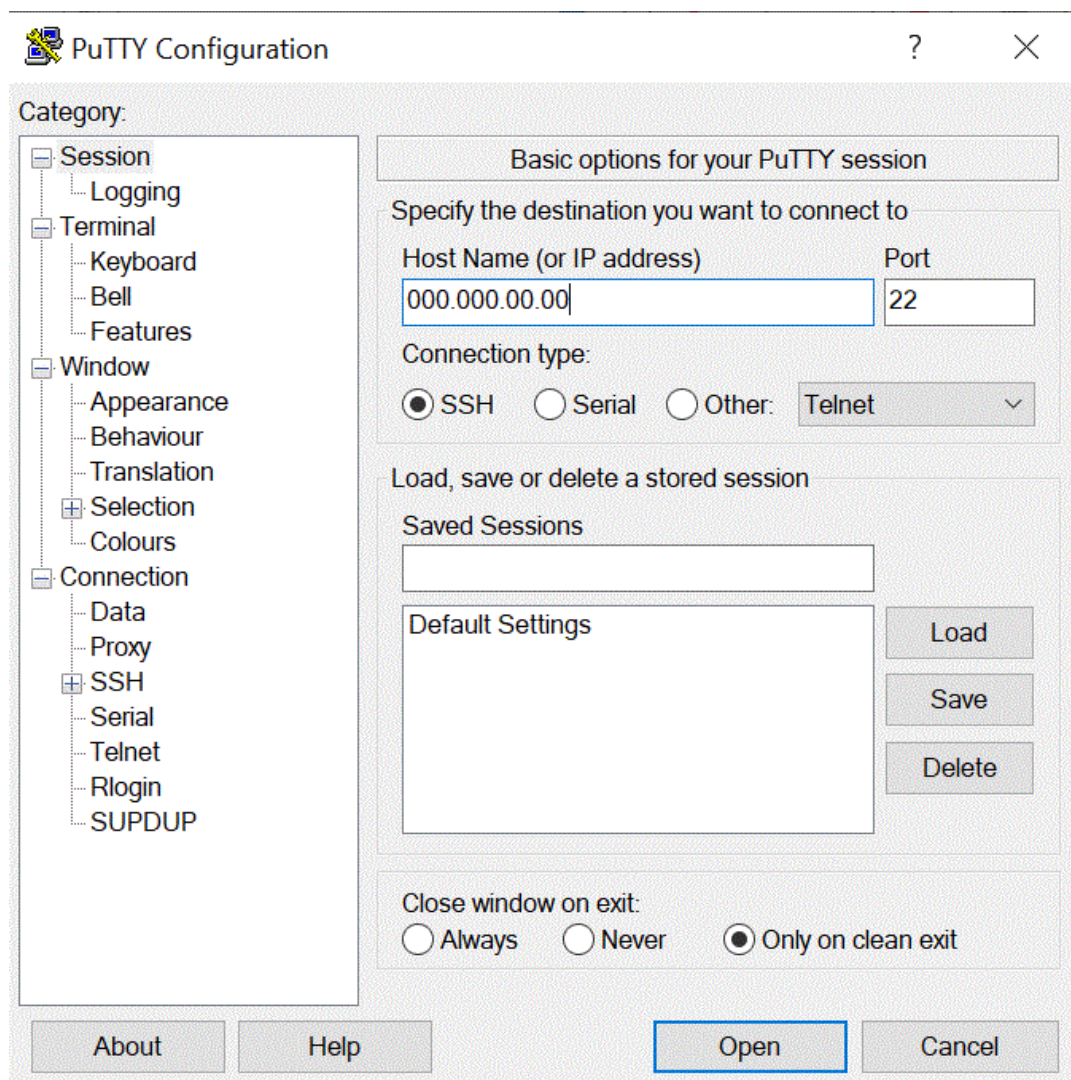 PuTTY Configuration
?
Category:
Session
Logging
Terminal
Keyboard
Bell
Features
Window
Appearance
Behaviour
Translation
Selection
Colours
Connection
Data
Proxy
SSH
Serial
Telnet
Rlogin
SUPDUP
Basic options for your PuTTY session
Specify the destination you want to connect to
Host Name (or IP address) Port
000.000.00.00 22
Connection type:
SSH Serial Other: Telnet
Load, save or delete a stored session
Saved Sessions
Default Settings
Load
Save
Delete
Close window on exit:
Always Never Only on clean exit
About Help Open Cancel